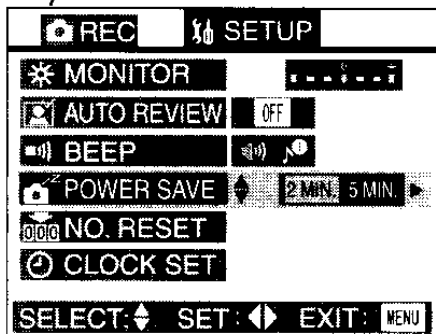 REC SETUP
MONITOR
AUTO REVIEW OFF
BEEP
POWER SAVE 2 MIN. 5 MIN.
000 NO. RESET
CLOCK SET
SELECT: SET: EXIT: MENU